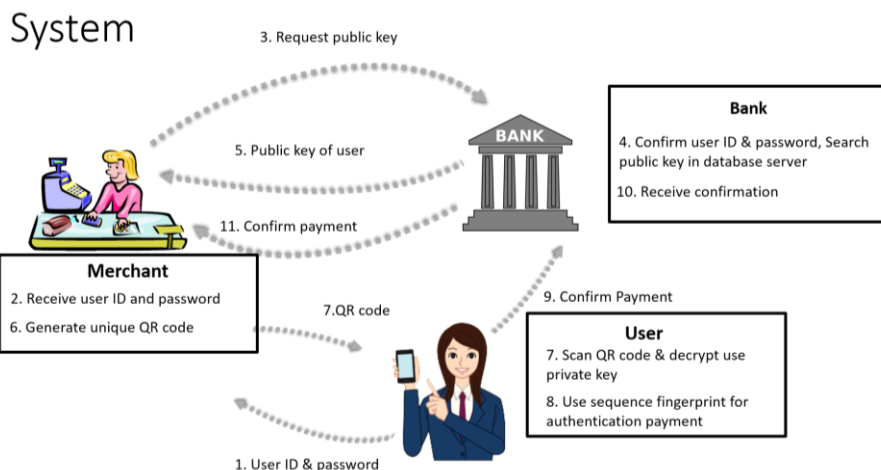 System
3. Request public key
BANK
Bank
4. Confirm user ID & password, Search
public key in database server
10. Receive confirmation
5. Public key of user
11. Confirm payment
Merchant
2. Receive user ID and password
6. Generate unique QR code
7.QR code
9. Confirm Payment
User
7. Scan QR code & decrypt use
private key
8. Use sequence fingerprint for
authentication payment
1. User ID & password